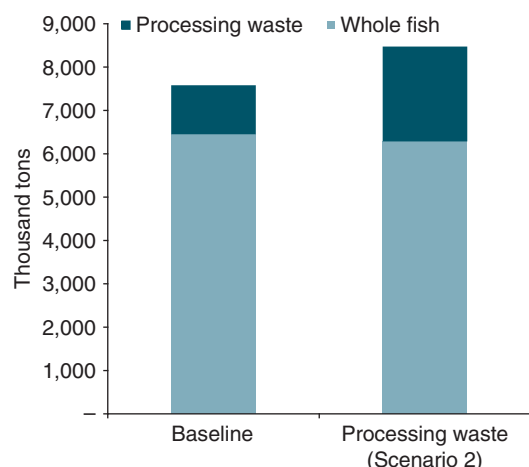 9,000
Processing waste
Whole fish
8,000
7,000
6,000
5,000
4,000
3,000
2,000
1,000
–
Thousand tons
Baseline
Processing waste
(Scenario 2)